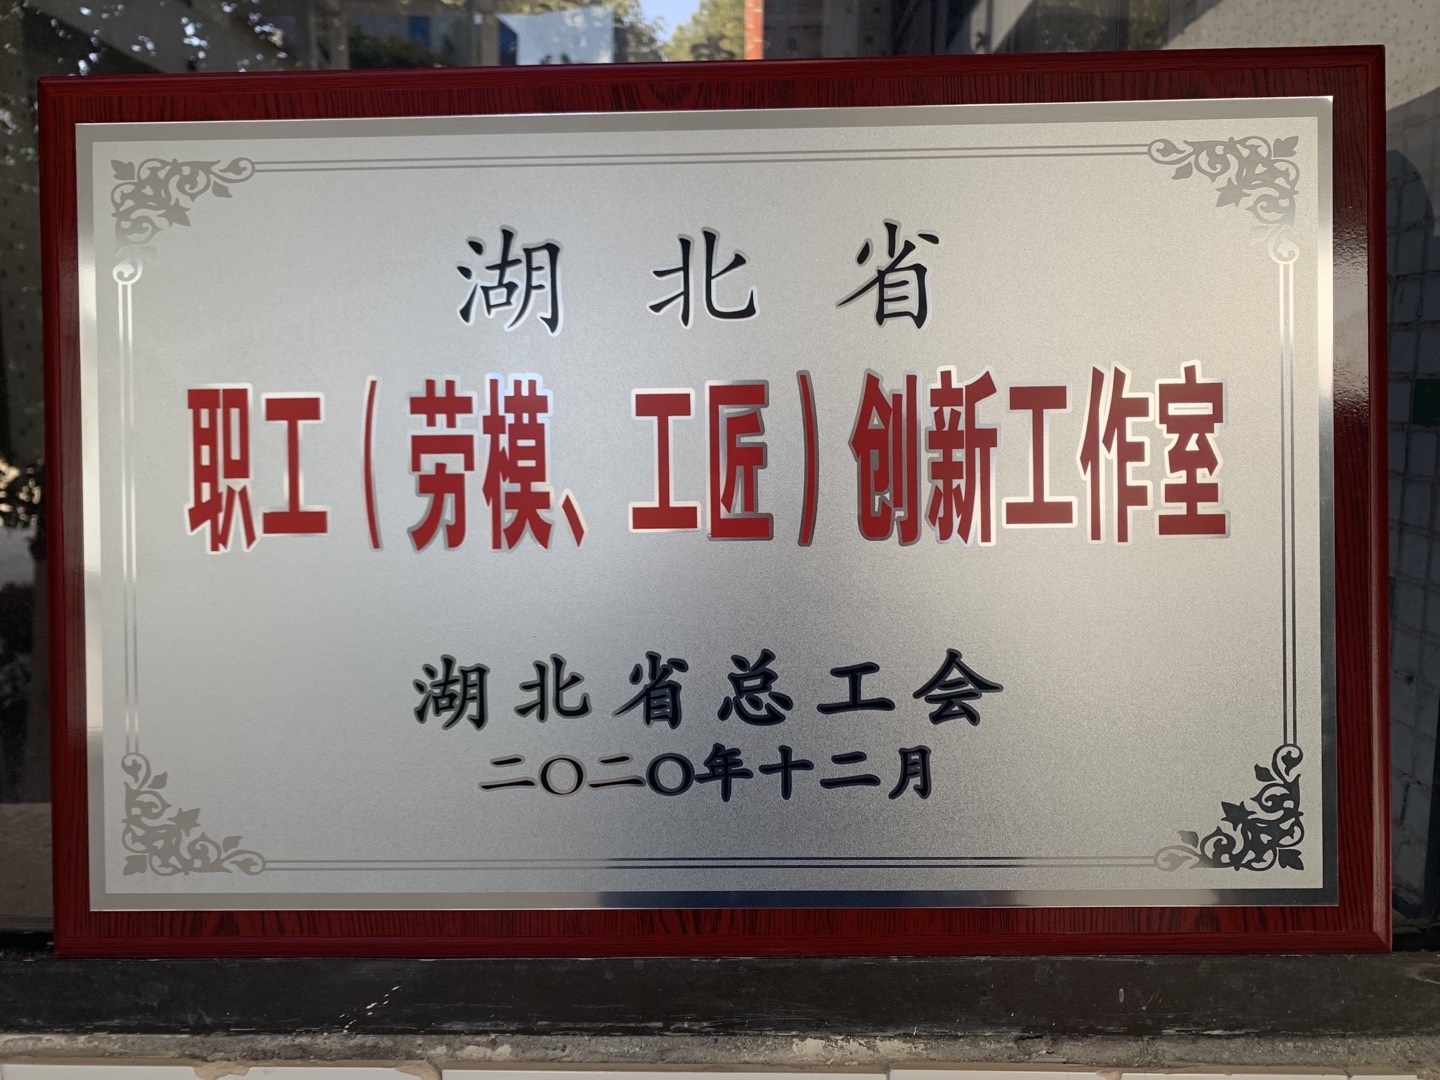 湖北省
职工（劳模、工匠）创新工作室
湖北省总工会
二〇二〇年十二月